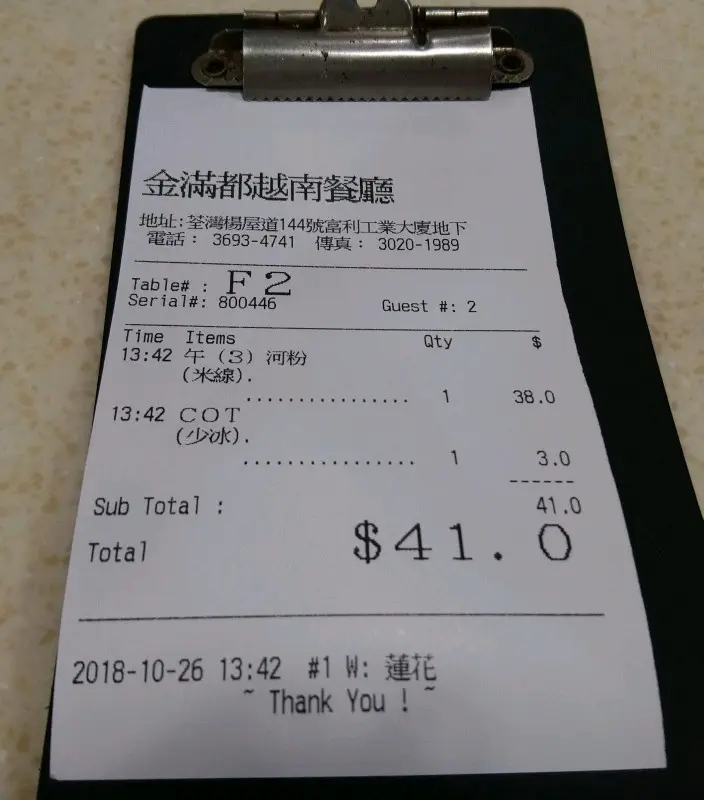 金滿都越南餐廳
地址:荃灣楊屋道144號富利工業大廈地下
電話: 3693-4741 傳真: 3020-1989
Table# : F2
Serial#: 800446 Guest #: 2
Time Items Qty $
13:42 午(3)河粉
(米線).
................ 1 38.0
13:42 COT
(少冰).
................ 1 3.0
------
Sub Total : 41.0
Total $41.0
2018-10-26 13:42 #1 W: 蓮花
~ Thank You ! ~